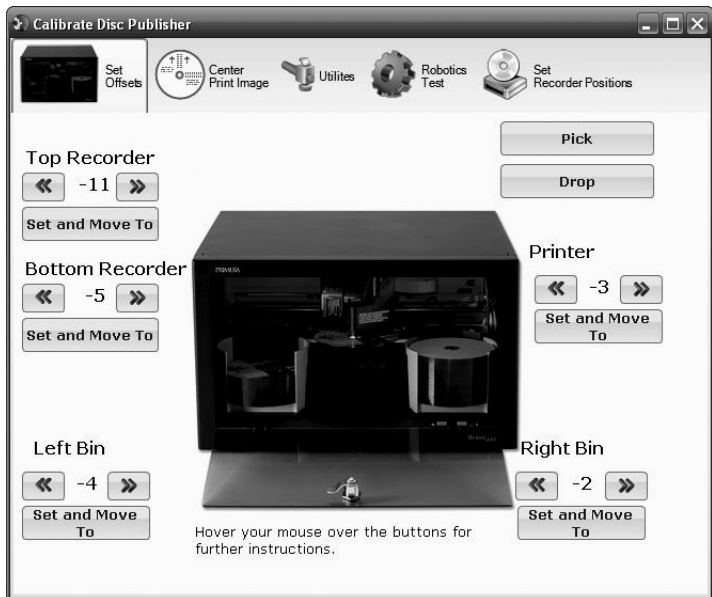 Calibrate Disc Publisher
Set
Offsets
Center
Print Image
Utilites
Robotics
Test
Set
Recorder Positions
Pick
Drop
Top Recorder
-11
Set and Move To
Bottom Recorder
-5
Set and Move To
PRIMERA
Printer
-3
Set and Move
To
Left Bin
-4
Set and Move
To
Right Bin
-2
Set and Move
To
Hover your mouse over the buttons for
further instructions.